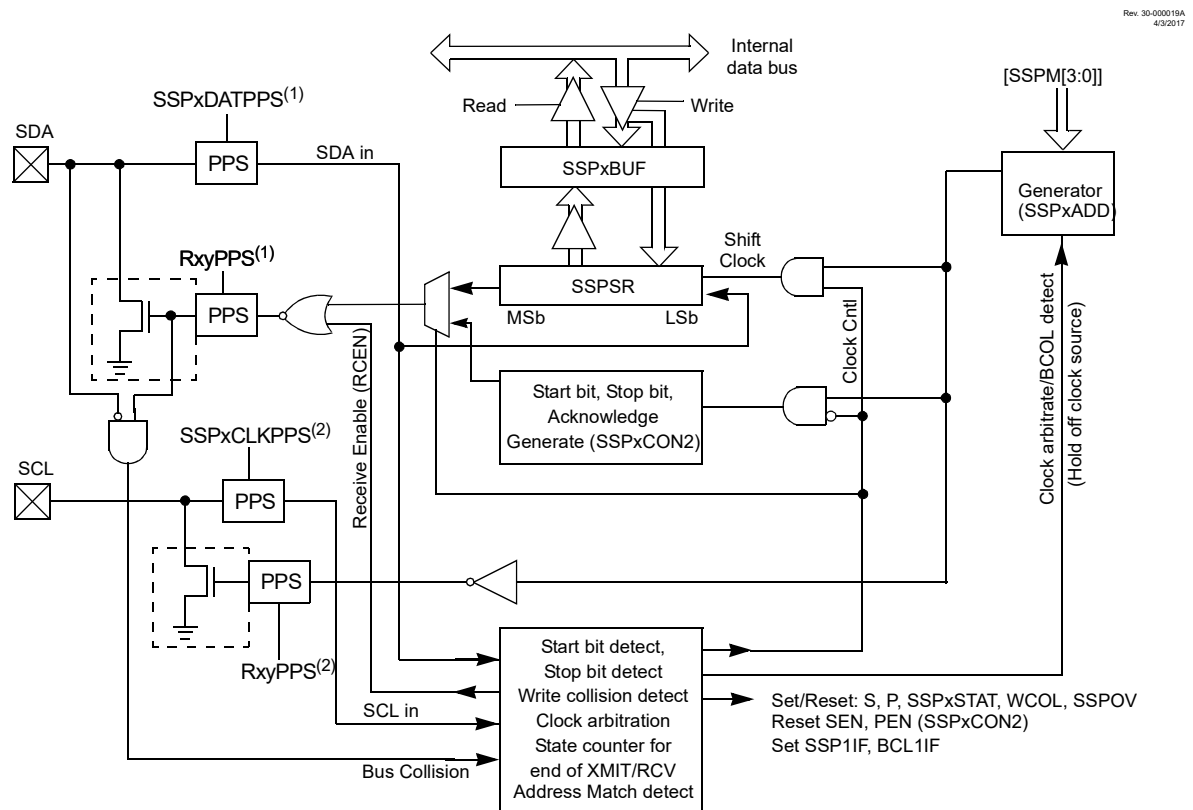 Rev. 30-000019A
4/3/2017
Internal
data bus
[SSPM[3:0]]
SSPxDATPPS(1)
Read
Write
SDA
PPS
SDA in
SSPxBUF
Generator
(SSPxADD)
RxyPPS(1)
Shift
Clock
PPS
SSPSR
MSb
LSb
Clock Cntl
Clock arbitrate/BCOL detect
(Hold off clock source)
Receive Enable (RCEN)
Start bit, Stop bit,
Acknowledge
Generate (SSPxCON2)
SSPxCLKPPS(2)
SCL
PPS
PPS
RxyPPS(2)
SCL in
Bus Collision
Start bit detect,
Stop bit detect
Write collision detect
Clock arbitration
State counter for
end of XMIT/RCV
Address Match detect
Set/Reset: S, P, SSPxSTAT, WCOL, SSPOV
Reset SEN, PEN (SSPxCON2)
Set SSP1IF, BCL1IF